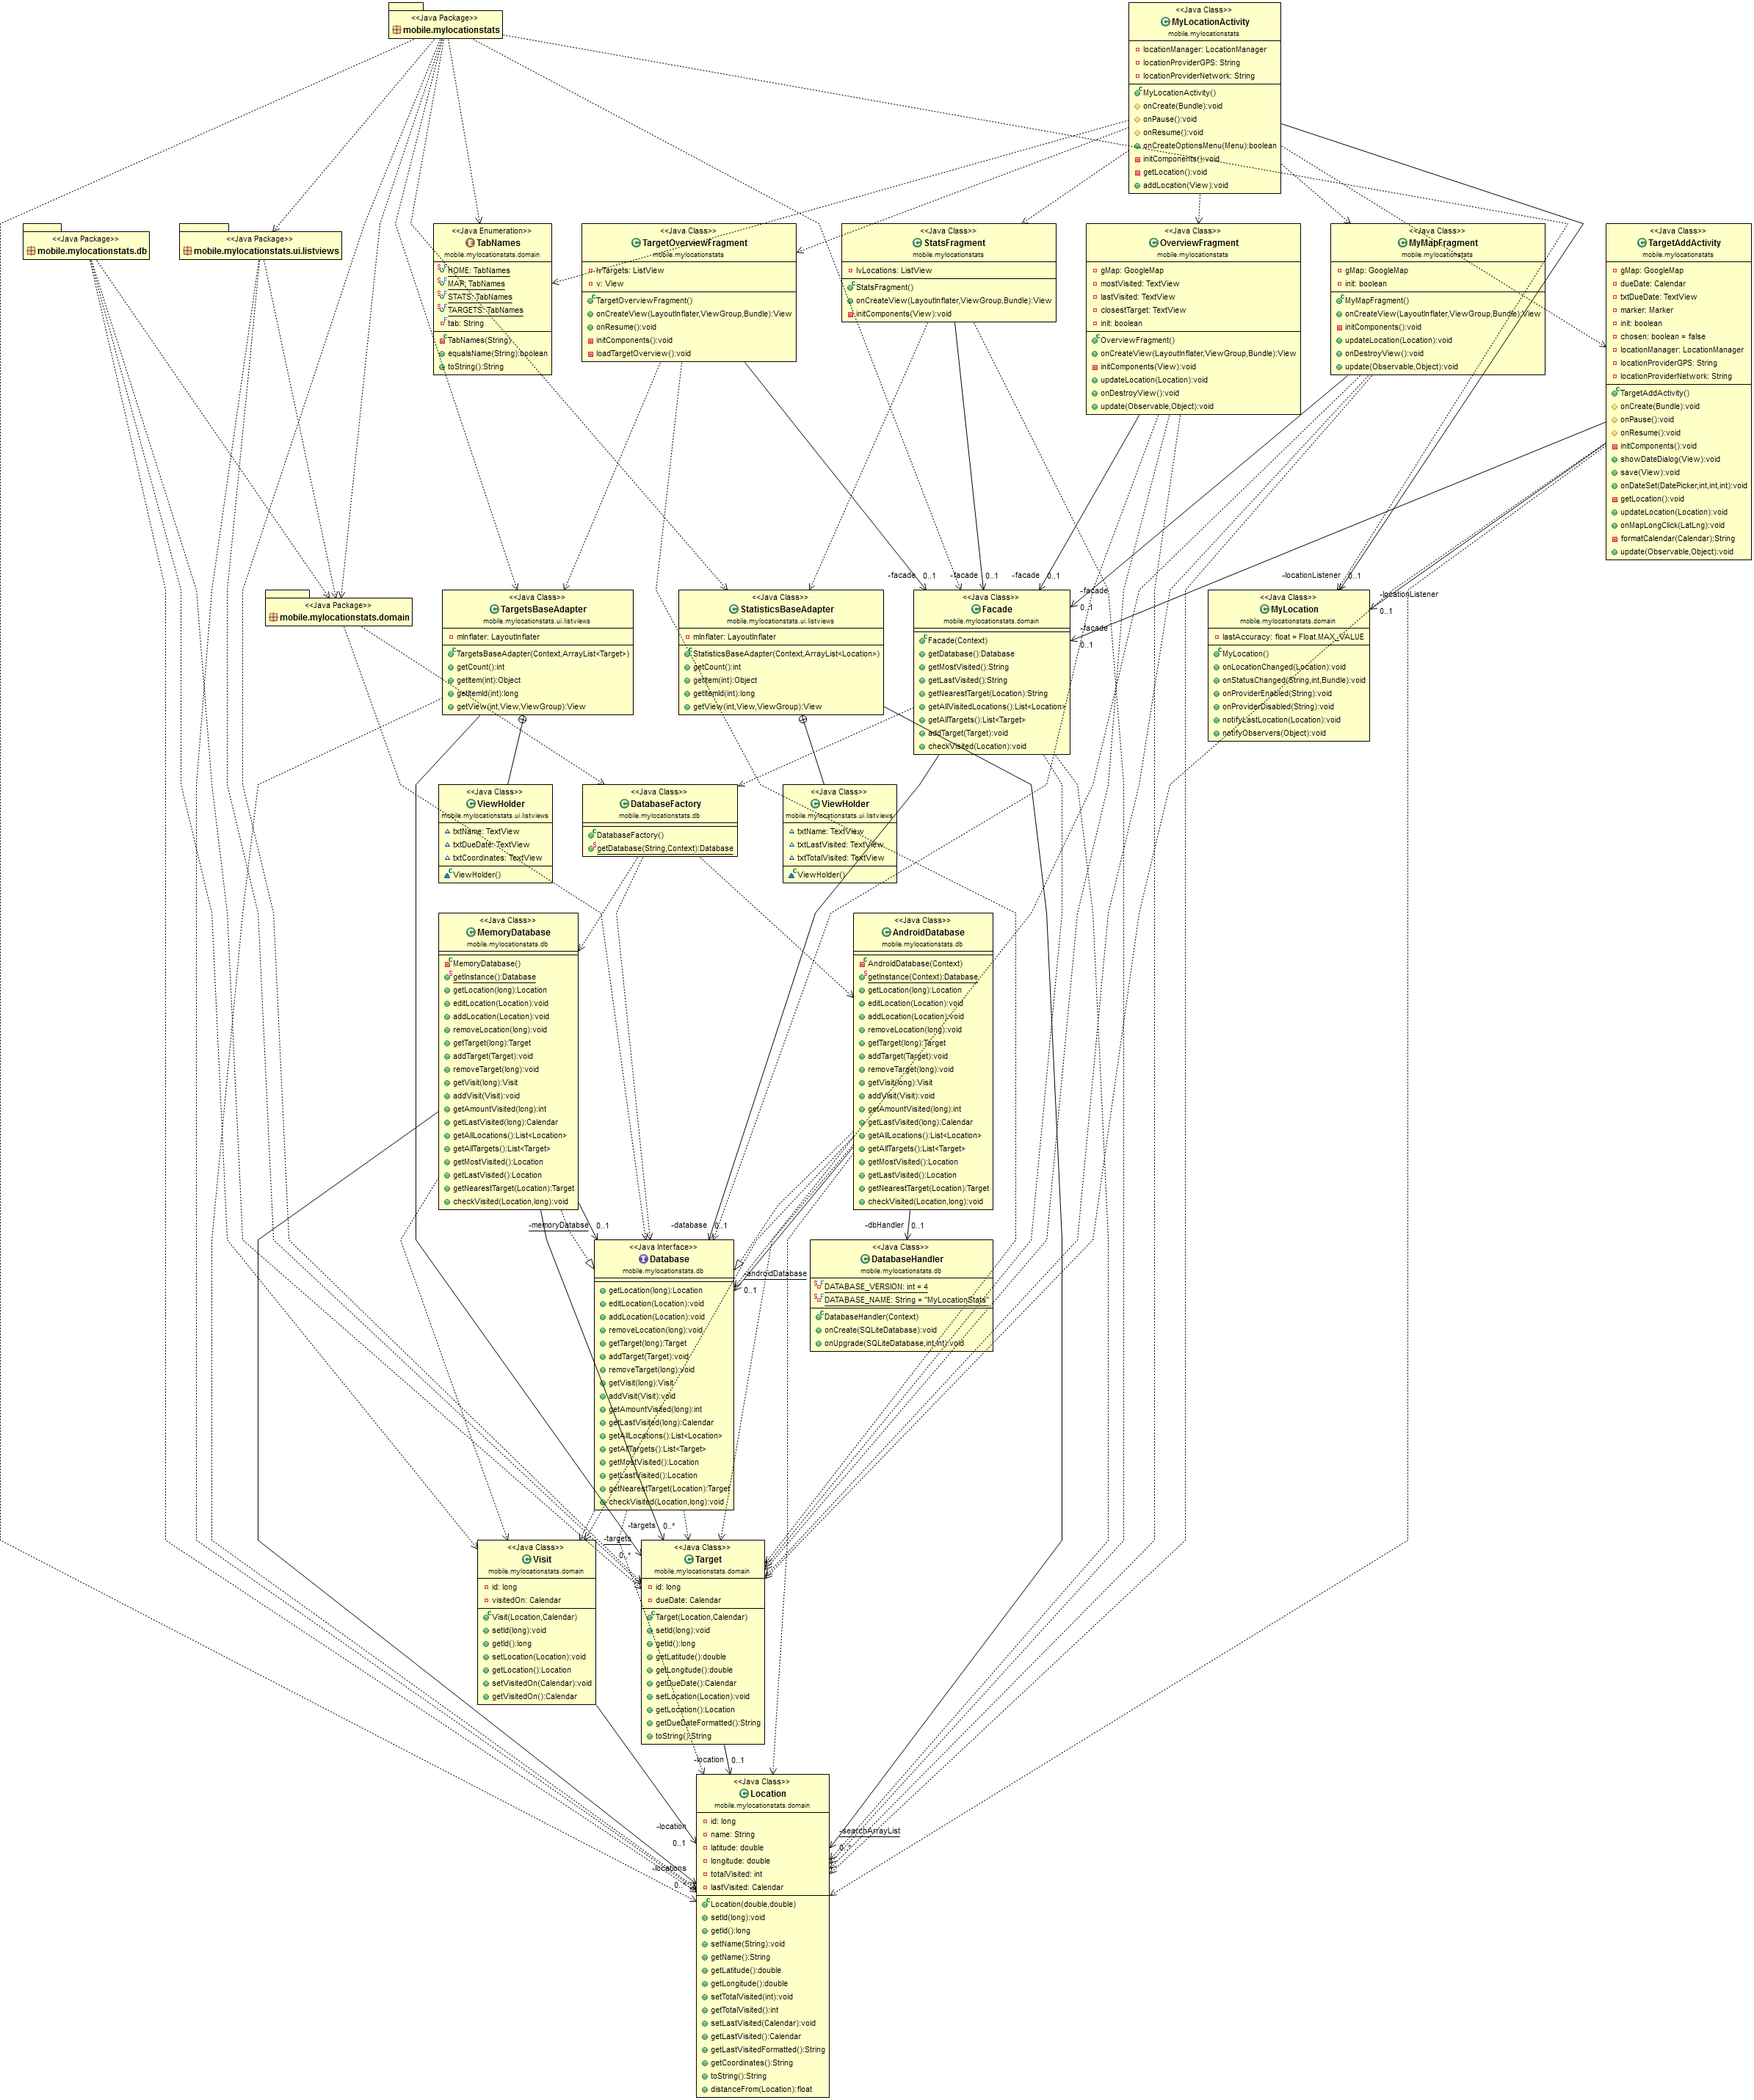 <<Java Package>>
mobile.mylocationstats
<<Java Class>>
MyLocationActivity
mobile.mylocationstats
locationManager: LocationManager
locationProviderGPS: String
locationProviderNetwork: String
MyLocationActivity()
onCreate(Bundle):void
onPause():void
onResume():void
onCreateOptionsMenu(Menu):boolean
initComponents():void
getLocation():void
addLocation(View):void
<<Java Package>>
mobile.mylocationstats.db
<<Java Package>>
mobile.mylocationstats.ui.listviews
<<Java Enumeration>>
TabNames
mobile.mylocationstats.domain
HOME: TabNames
MAP: TabNames
STATS: TabNames
TARGETS: TabNames
tab: String
TabNames(String)
equalsName(String):boolean
toString():String
<<Java Class>>
TargetOverviewFragment
mobile.mylocationstats
lvTargets: ListView
v: View
TargetOverviewFragment()
onCreateView(LayoutInflater,ViewGroup,Bundle):View
onResume():void
initComponents():void
loadTargetOverview():void
<<Java Class>>
StatsFragment
mobile.mylocationstats
lvLocations: ListView
StatsFragment()
onCreateView(LayoutInflater,ViewGroup,Bundle):View
initComponents(View):void
<<Java Class>>
OverviewFragment
mobile.mylocationstats
gMap: GoogleMap
mostVisited: TextView
lastVisited: TextView
closestTarget: TextView
init: boolean
OverviewFragment()
onCreateView(LayoutInflater,ViewGroup,Bundle):View
initComponents(View):void
updateLocation(Location):void
onDestroyView():void
update(Observable,Object):void
<<Java Class>>
MyMapFragment
mobile.mylocationstats
gMap: GoogleMap
init: boolean
MyMapFragment()
onCreateView(LayoutInflater,ViewGroup,Bundle):View
initComponents():void
updateLocation(Location):void
onDestroyView():void
update(Observable,Object):void
<<Java Class>>
TargetAddActivity
mobile.mylocationstats
gMap: GoogleMap
dueDate: Calendar
txtDueDate: TextView
marker: Marker
init: boolean
chosen: boolean = false
locationManager: LocationManager
locationProviderGPS: String
locationProviderNetwork: String
TargetAddActivity()
onCreate(Bundle):void
onPause():void
onResume():void
initComponents():void
showDateDialog(View):void
save(View):void
onDateSet(DatePicker,int,int,int):void
getLocation():void
updateLocation(Location):void
onMapLongClick(LatLng):void
formatCalendar(Calendar):String
update(Observable,Object):void
-facade 0..1
-facade 0..1
-facade 0..1
-facade
0..1
-facade
0..1
-locationListener 0..1
-locationListener
0..1
<<Java Package>>
mobile.mylocationstats.domain
<<Java Class>>
TargetsBaseAdapter
mobile.mylocationstats.ui.listviews
mInflater: LayoutInflater
TargetsBaseAdapter(Context,ArrayList<Target>)
getCount():int
getItem(int):Object
getItemId(int):long
getView(int,View,ViewGroup):View
<<Java Class>>
StatisticsBaseAdapter
mobile.mylocationstats.ui.listviews
mInflater: LayoutInflater
StatisticsBaseAdapter(Context,ArrayList<Location>)
getCount():int
getItem(int):Object
getItemId(int):long
getView(int,View,ViewGroup):View
<<Java Class>>
Facade
mobile.mylocationstats.domain
Facade(Context)
getDatabase():Database
getMostVisited():String
getLastVisited():String
getNearestTarget(Location):String
getAllVisitedLocations():List<Location>
getAllTargets():List<Target>
addTarget(Target):void
checkVisited(Location):void
<<Java Class>>
MyLocation
mobile.mylocationstats.domain
lastAccuracy: float = Float.MAX_VALUE
MyLocation()
onLocationChanged(Location):void
onStatusChanged(String,int,Bundle):void
onProviderEnabled(String):void
onProviderDisabled(String):void
notifyLastLocation(Location):void
notifyObservers(Object):void
<<Java Class>>
ViewHolder
mobile.mylocationstats.ui.listviews
txtName: TextView
txtDueDate: TextView
txtCoordinates: TextView
ViewHolder()
<<Java Class>>
DatabaseFactory
mobile.mylocationstats.db
DatabaseFactory()
getDatabase(String,Context):Database
<<Java Class>>
ViewHolder
mobile.mylocationstats.ui.listviews
txtName: TextView
txtLastVisited: TextView
txtTotalVisited: TextView
ViewHolder()
<<Java Class>>
MemoryDatabase
mobile.mylocationstats.db
MemoryDatabase()
getInstance():Database
getLocation(long):Location
editLocation(Location):void
addLocation(Location):void
removeLocation(long):void
getTarget(long):Target
addTarget(Target):void
removeTarget(long):void
getVisit(long):Visit
addVisit(Visit):void
getAmountVisited(long):int
getLastVisited(long):Calendar
getAllLocations():List<Location>
getAllTargets():List<Target>
getMostVisited():Location
getLastVisited():Location
getNearestTarget(Location):Target
checkVisited(Location,long):void
<<Java Class>>
AndroidDatabase
mobile.mylocationstats.db
AndroidDatabase(Context)
getInstance(Context):Database
getLocation(long):Location
editLocation(Location):void
addLocation(Location):void
removeLocation(long):void
getTarget(long):Target
addTarget(Target):void
removeTarget(long):void
getVisit(long):Visit
addVisit(Visit):void
getAmountVisited(long):int
getLastVisited(long):Calendar
getAllLocations():List<Location>
getAllTargets():List<Target>
getMostVisited():Location
getLastVisited():Location
getNearestTarget(Location):Target
checkVisited(Location,long):void
-memoryDatabse 0..1
-database 0..1
-dbHandler 0..1
-androidDatabase
0..1
<<Java Interface>>
Database
mobile.mylocationstats.db
getLocation(long):Location
editLocation(Location):void
addLocation(Location):void
removeLocation(long):void
getTarget(long):Target
addTarget(Target):void
removeTarget(long):void
getVisit(long):Visit
addVisit(Visit):void
getAmountVisited(long):int
getLastVisited(long):Calendar
getAllLocations():List<Location>
getAllTargets():List<Target>
getMostVisited():Location
getLastVisited():Location
getNearestTarget(Location):Target
checkVisited(Location,long):void
<<Java Class>>
DatabaseHandler
mobile.mylocationstats.db
DATABASE_VERSION: int = 4
DATABASE_NAME: String = "MyLocationStats"
DatabaseHandler(Context)
onCreate(SQLiteDatabase):void
onUpgrade(SQLiteDatabase,int,int):void
-targets 0..*
-targets
0..*
<<Java Class>>
Visit
mobile.mylocationstats.domain
id: long
visitedOn: Calendar
Visit(Location,Calendar)
setId(long):void
getId():long
setLocation(Location):void
getLocation():Location
setVisitedOn(Calendar):void
getVisitedOn():Calendar
<<Java Class>>
Target
mobile.mylocationstats.domain
id: long
dueDate: Calendar
Target(Location,Calendar)
setId(long):void
getId():long
getLatitude():double
getLongitude():double
getDueDate():Calendar
setLocation(Location):void
getLocation():Location
getDueDateFormatted():String
toString():String
-location 0..1
-location
0..1
-locations
0..*
-searchArrayList
0..*
<<Java Class>>
Location
mobile.mylocationstats.domain
id: long
name: String
latitude: double
longitude: double
totalVisited: int
lastVisited: Calendar
Location(double,double)
setId(long):void
getId():long
setName(String):void
getName():String
getLatitude():double
getLongitude():double
setTotalVisited(int):void
getTotalVisited():int
setLastVisited(Calendar):void
getLastVisited():Calendar
getLastVisitedFormatted():String
getCoordinates():String
toString():String
distanceFrom(Location):float